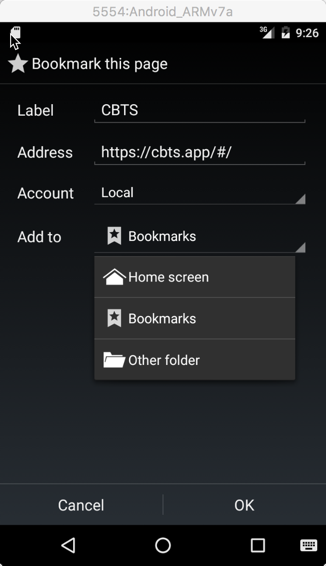 5554:Android_ARMv7a
3G 9:26
Bookmark this page
Label CBTS
Address https://cbts.app/#/
Account Local
Add to Bookmarks
Home screen
Bookmarks
Other folder
Cancel OK